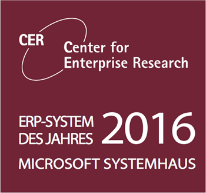 CER
Center for
Enterprise Research
ERP-SYSTEM
DES JAHRES 2016
MICROSOFT SYSTEMHAUS